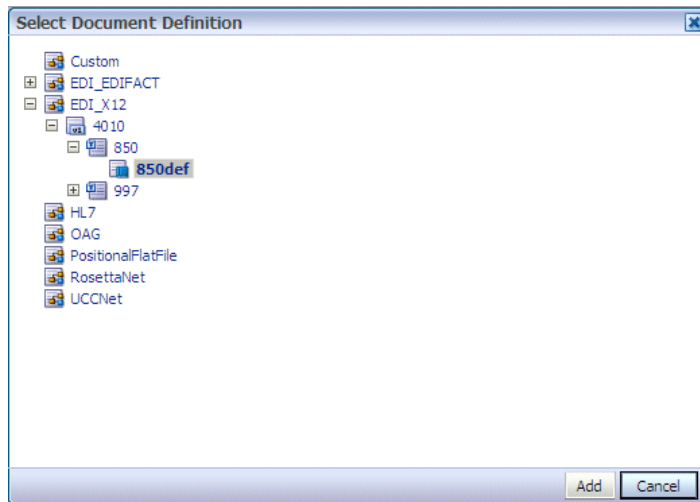 Select Document Definition
Custom
EDI_EDIFACT
EDI_X12
4010
850
850def
997
HL7
OAG
PositionalFlatFile
RosettaNet
UCCNet
Add Cancel